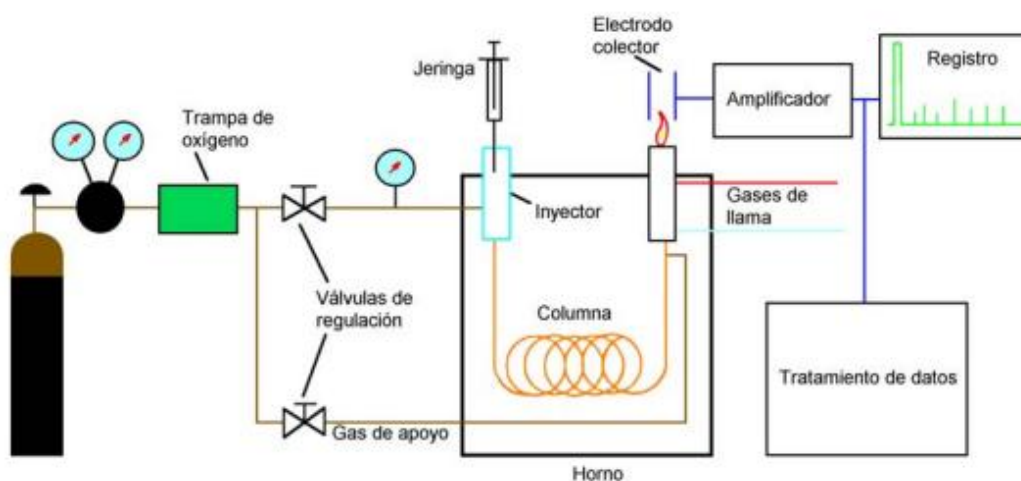 Electrodo
colector
Jeringa
Registro
Amplificador
Trampa de
oxígeno
Inyector
Gases de
llama
Válvulas de
regulación
Columna
Tratamiento de datos
Gas de apoyo
Horno